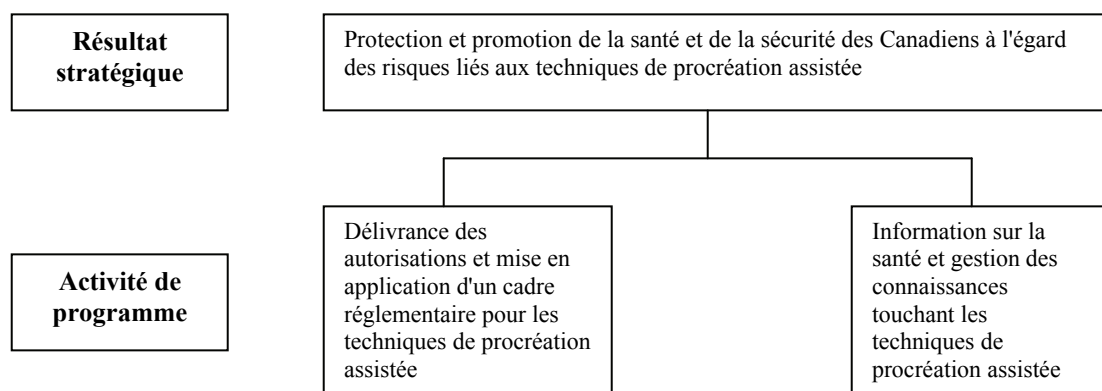 Résultat
stratégique
Protection et promotion de la santé et de la sécurité des Canadiens à l'égard
des risques liés aux techniques de procréation assistée
Activité de
programme
Délivrance des
autorisations et mise en
application d'un cadre
réglementaire pour les
techniques de procréation
assistée
Information sur la
santé et gestion des
connaissances
touchant les
techniques de
procréation assistée